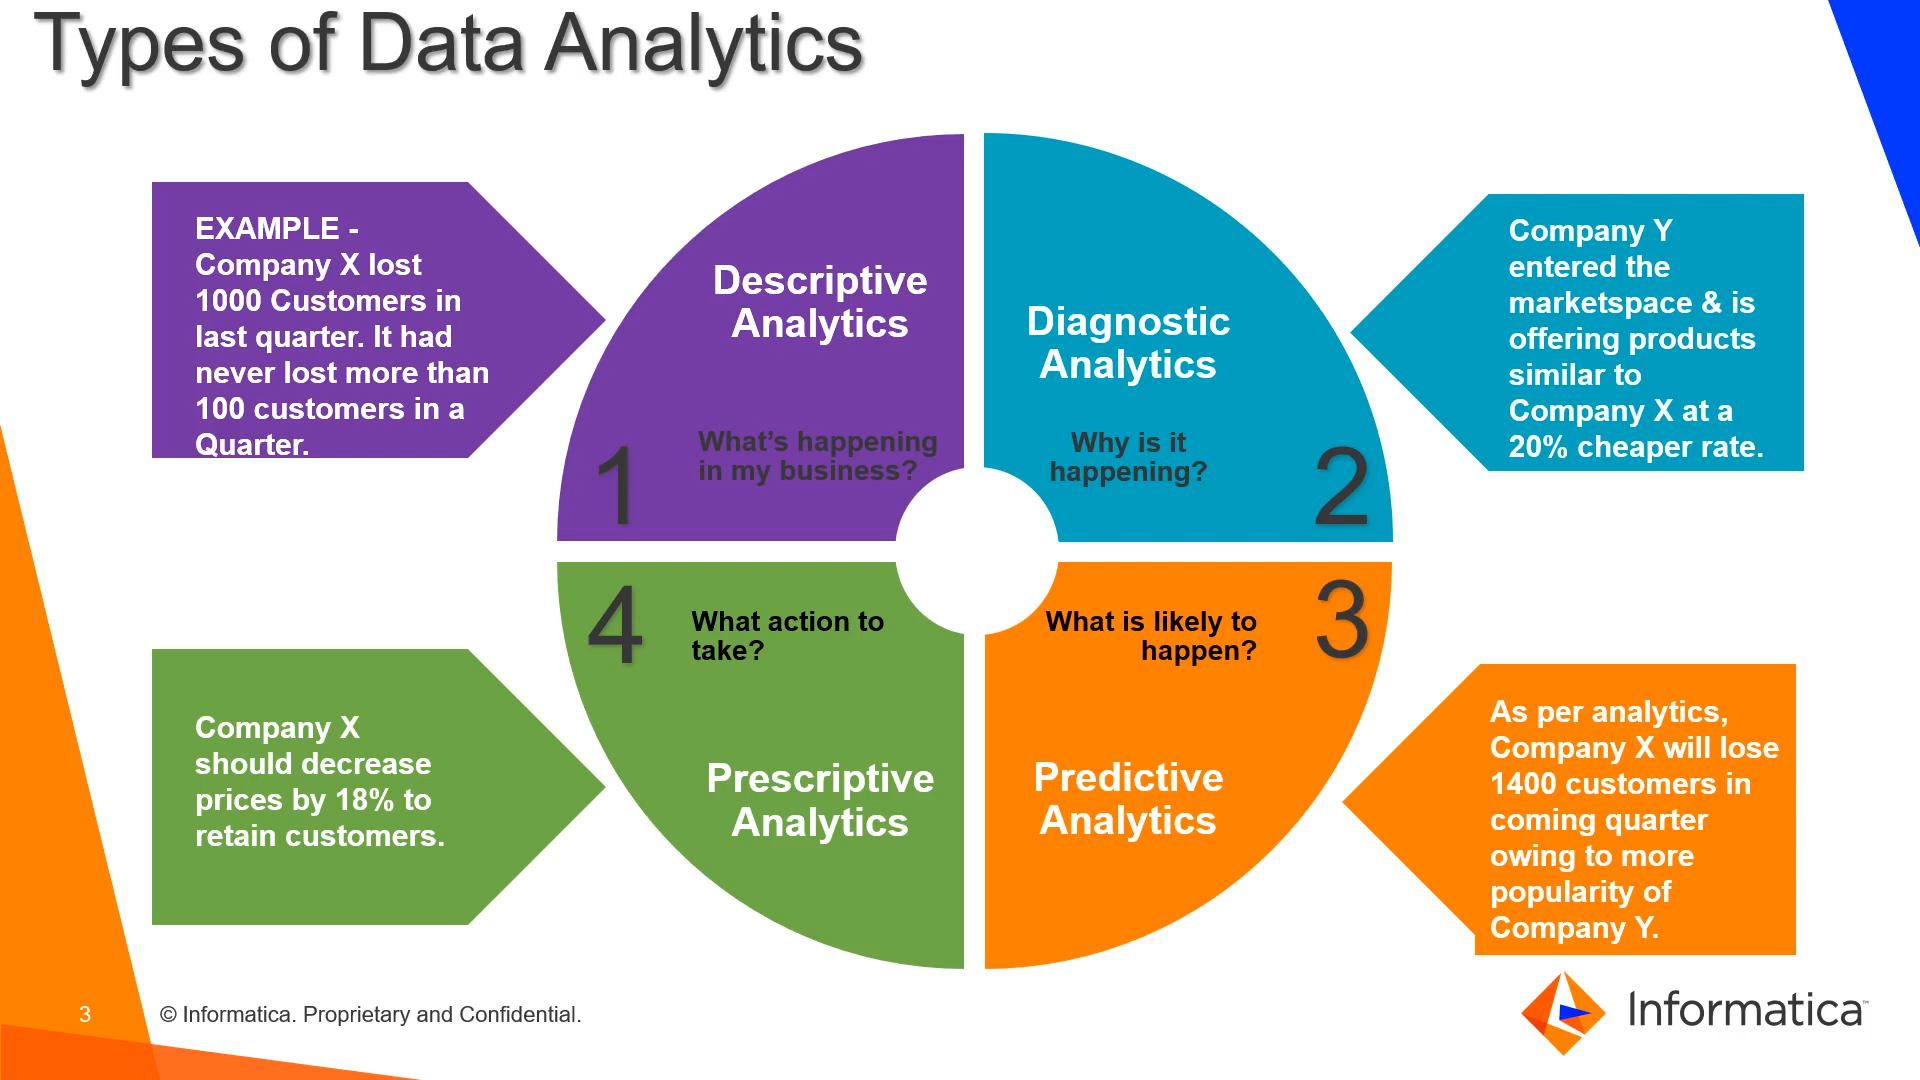 Types of Data Analytics
EXAMPLE -
Company X lost
1000 Customers in
last quarter. It had
never lost more than
100 customers in a
Quarter.
Descriptive
Analytics
What’s happening
in my business?
1
Diagnostic
Analytics
Why is it
happening?
2
Company Y
entered the
marketspace & is
offering products
similar to
Company X at a
20% cheaper rate.
4
What action to
take?
Prescriptive
Analytics
Company X
should decrease
prices by 18% to
retain customers.
What is likely to
happen?
3
Predictive
Analytics
As per analytics,
Company X will lose
1400 customers in
coming quarter
owing to more
popularity of
Company Y.
3
© Informatica. Proprietary and Confidential.
Informatica™